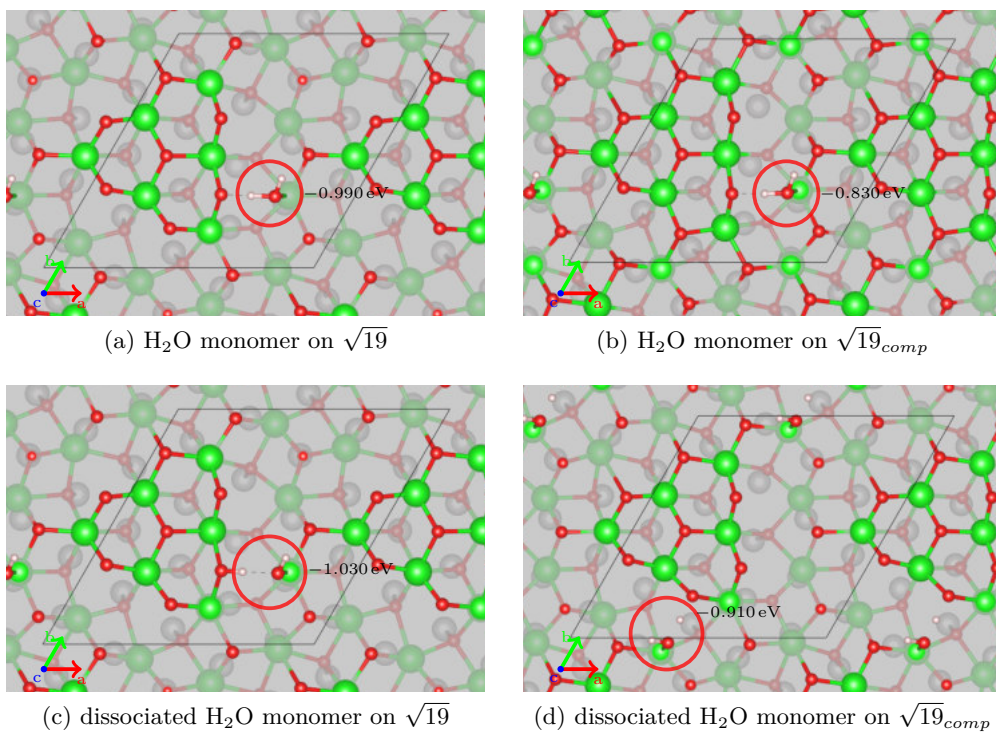 −0.990 eV
b
c
a
−0.830 eV
b
c
a
(a) H₂O monomer on √19
(b) H₂O monomer on √19comp
−1.030 eV
b
c
a
−0.910 eV
b
c
a
(c) dissociated H₂O monomer on √19
(d) dissociated H₂O monomer on √19comp